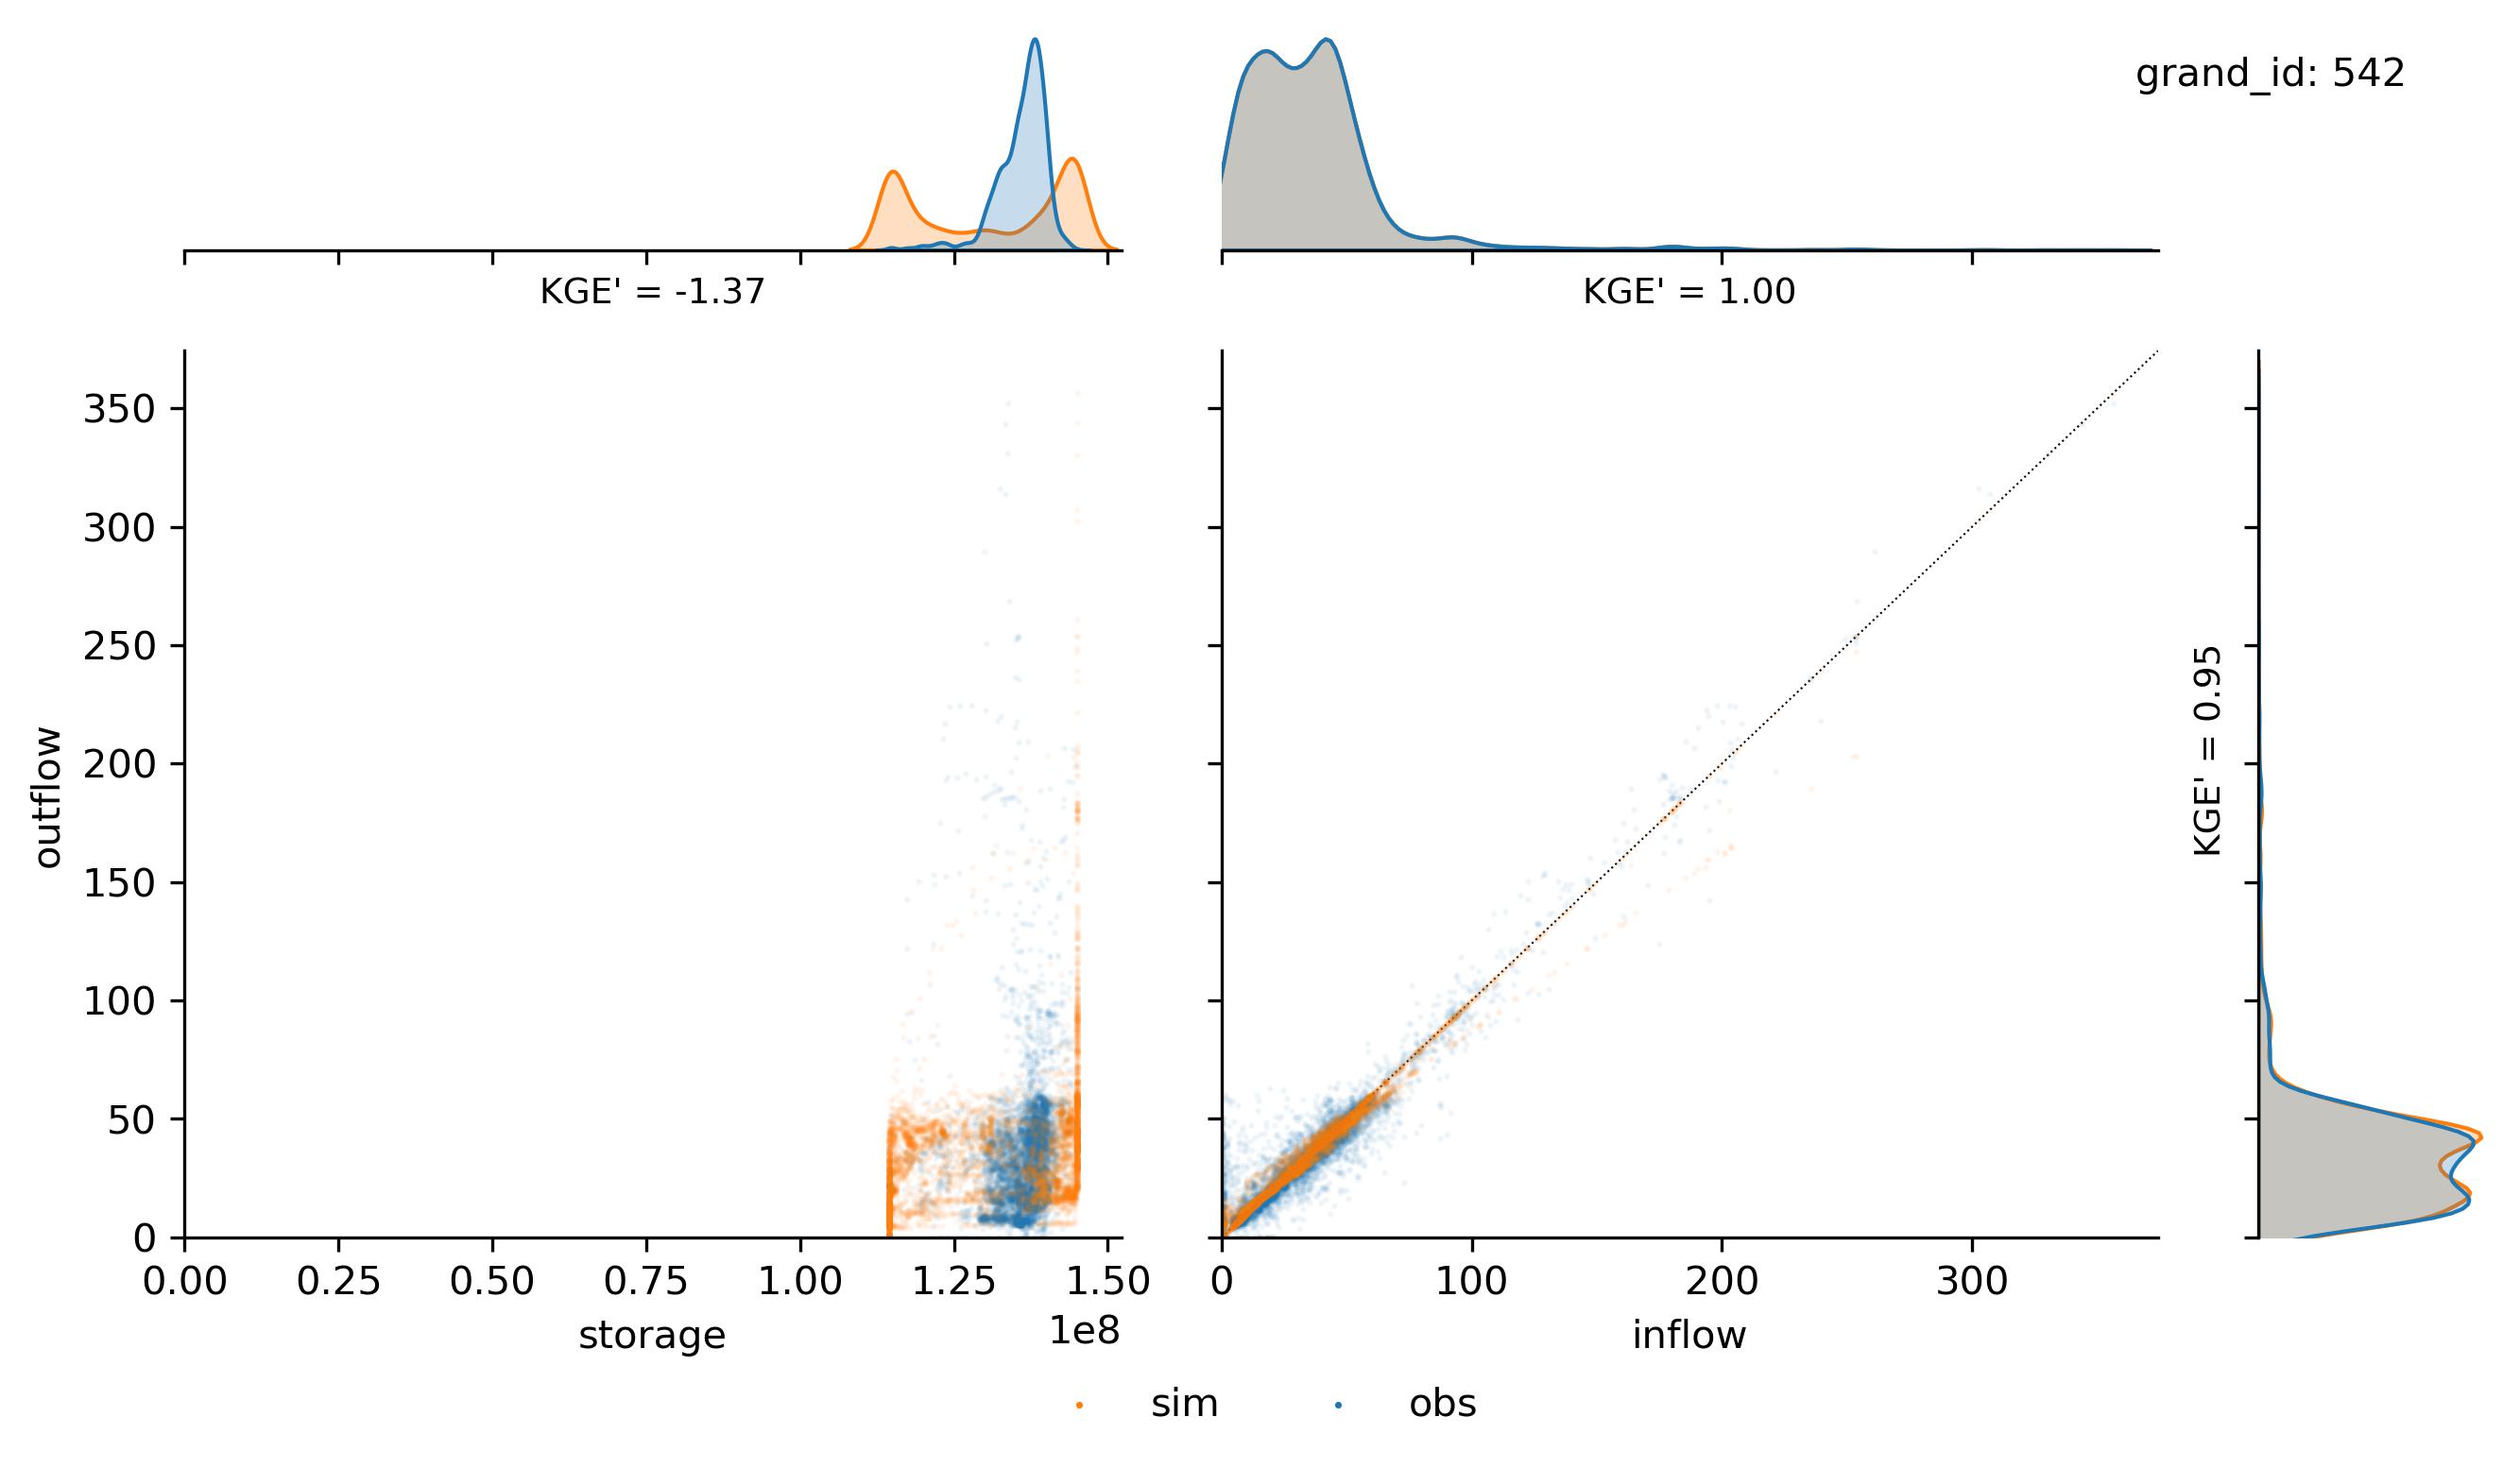 grand_id: 542
KGE' = -1.37
KGE' = 1.00
350
300
250
200
150
100
50
0
outflow
KGE' = 0.95
0.00 0.25 0.50 0.75 1.00 1.25 1.50
0 100 200 300
storage
1e8
inflow
sim obs